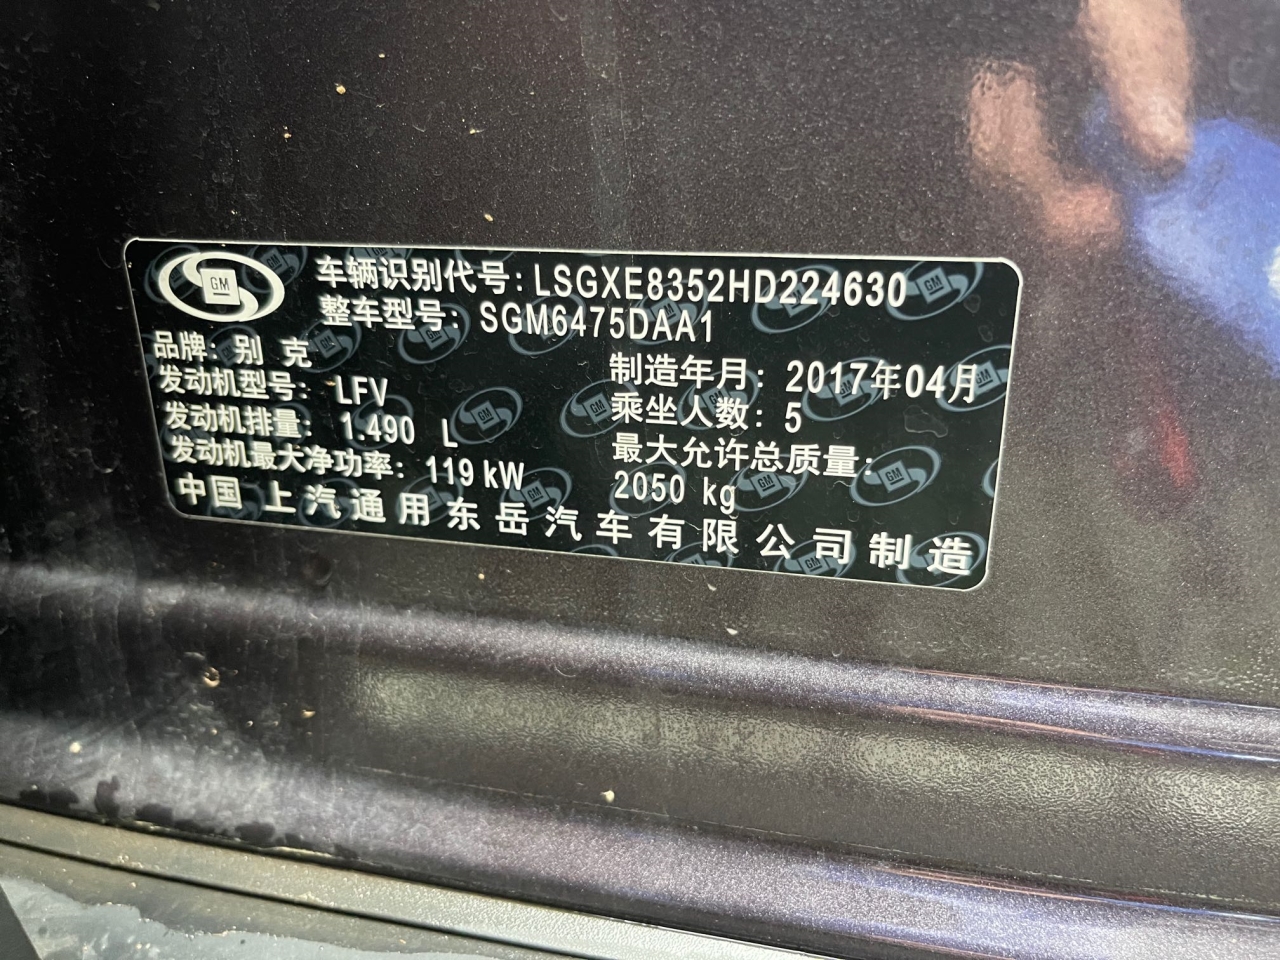 GM
车辆识别代号:LSGXE8352HD224630
整车型号: SGM6475DAA1
品牌: 别 克
发动机型号: LFV
发动机排量: 1.490 L
发动机最大净功率: 119 kW
制造年月: 2017年04月
乘坐人数: 5
最大允许总质量:
2050 kg
中国 上汽通用东岳汽车有限公司制造